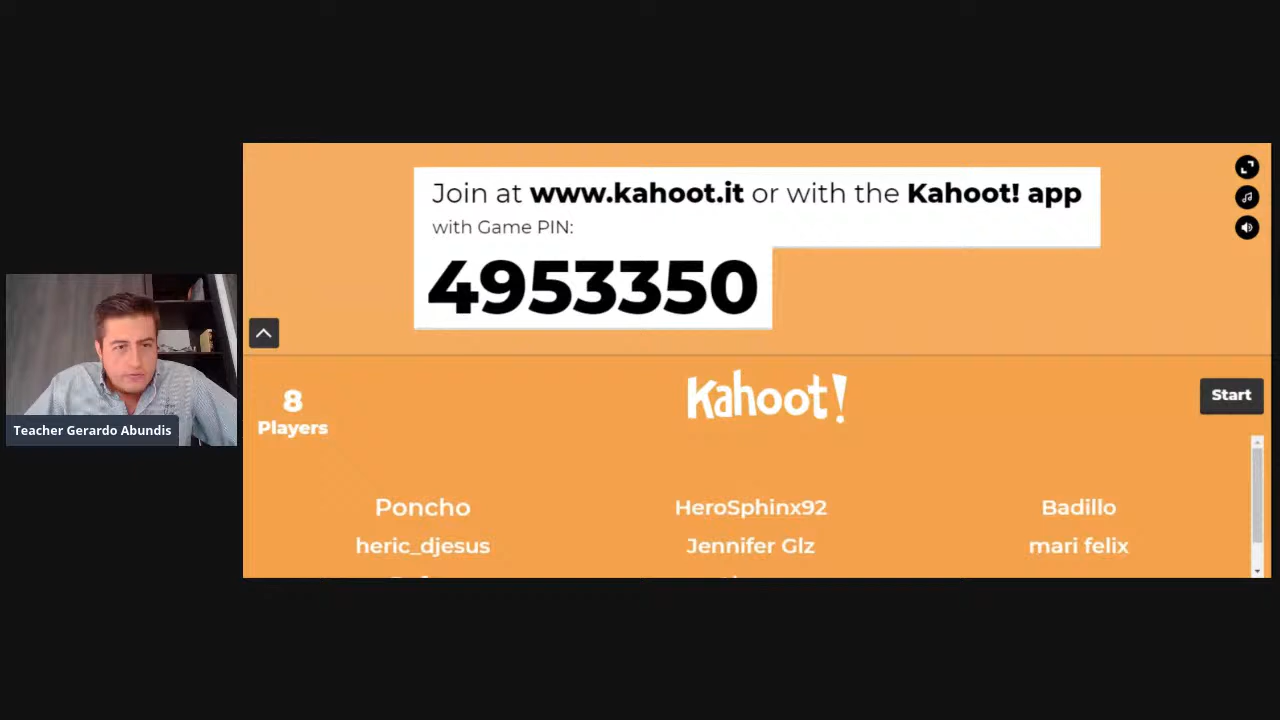 Join at www.kahoot.it or with the Kahoot! app
with Game PIN:
4953350
8
Players
Kahoot!
Start
Poncho
HeroSphinx92
Badillo
heric_djesus
Jennifer Glz
mari felix
Teacher Gerardo Abundis